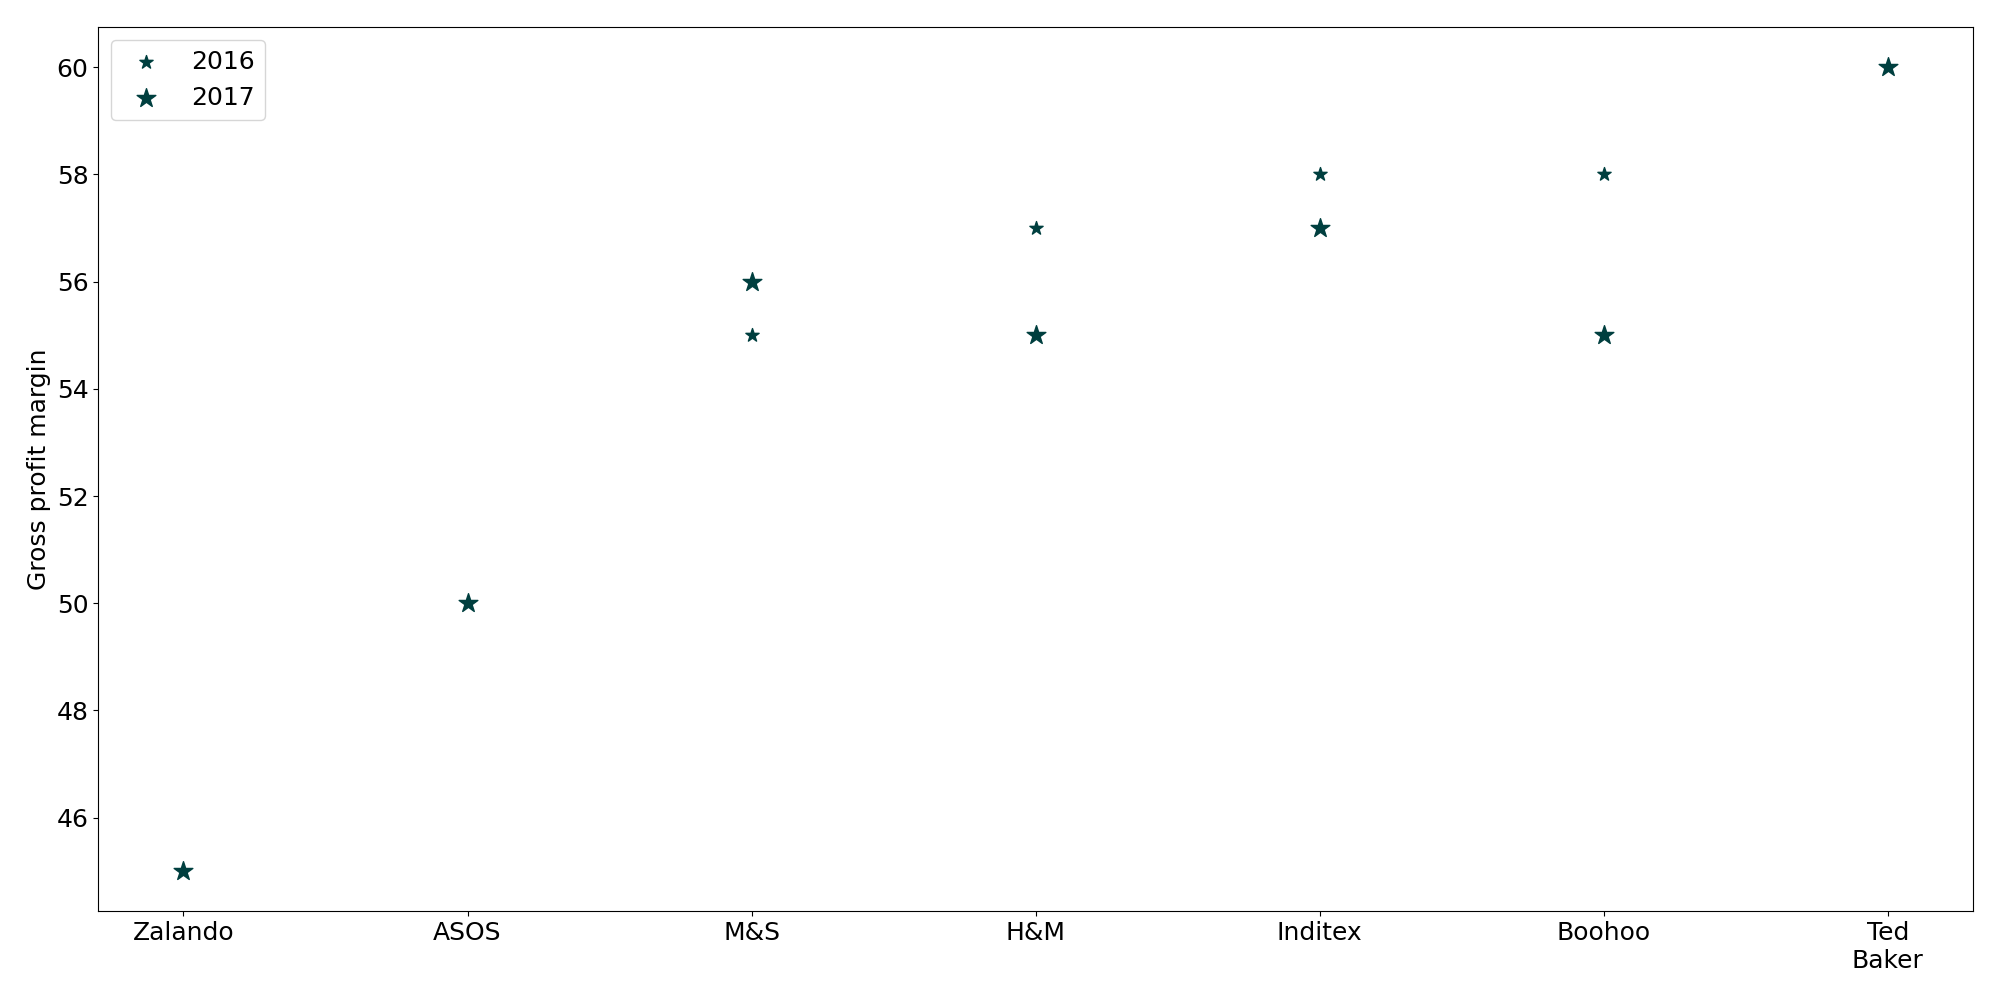 2016
2017
60
58
56
54
52
50
48
46
Gross profit margin
Zalando
ASOS
M&S
H&M
Inditex
Boohoo
Ted
Baker